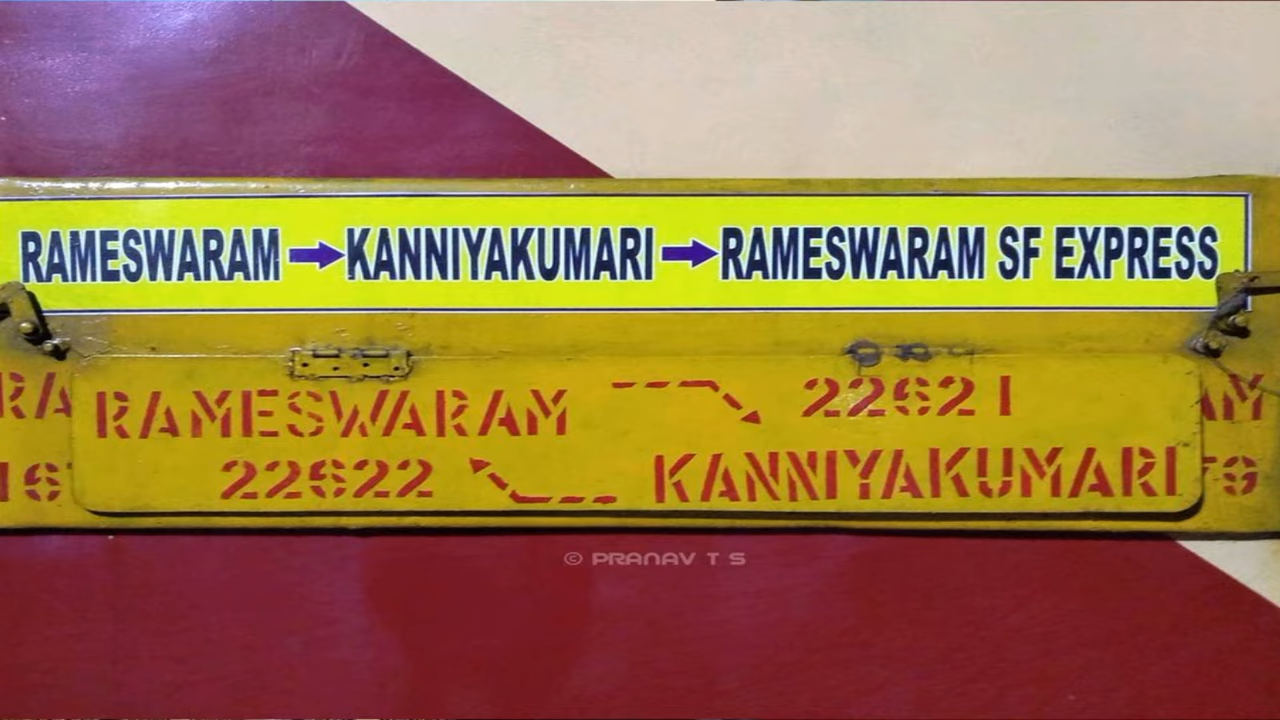 RAMESWARAM → KANNIYAKUMARI → RAMESWARAM SF EXPRESS
RAMESWARAM 22621
22622 KANNIYAKUMARI
© PRANAV T S